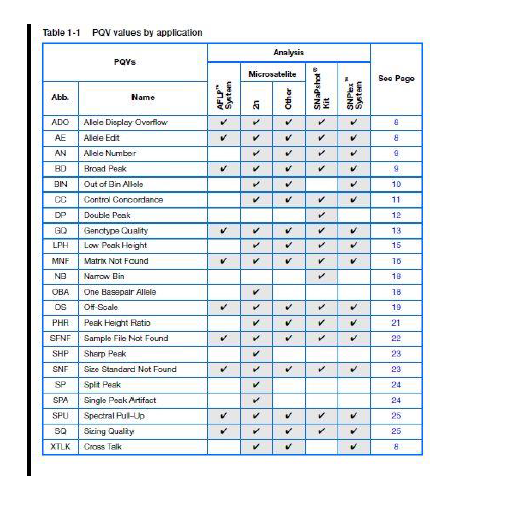 Table 1-1 PQV values by application
PQVs Analysis See Page
Microsatellite
Abb. Name AFLP™ System 2n Other SNaPshot® Kit SNPlex™ System
ADO Allele Display Overflow ✓ ✓ ✓ ✓ ✓ 8
AE Allele Edit ✓ ✓ ✓ ✓ ✓ 8
AN Allele Number ✓ ✓ ✓ ✓ 9
BD Broad Peak ✓ ✓ ✓ ✓ ✓ 9
BIN Out of Bin Allele ✓ ✓ ✓ 10
CC Control Concordance ✓ ✓ ✓ ✓ 11
DP Double Peak ✓ 12
GQ Genotype Quality ✓ ✓ ✓ ✓ ✓ 13
LPH Low Peak Height ✓ ✓ ✓ ✓ 15
MNF Matrix Not Found ✓ ✓ ✓ ✓ ✓ 16
NB Narrow Bin ✓ 18
OBA One Basepair Allele ✓ 18
OS Off-Scale ✓ ✓ ✓ ✓ ✓ 19
PHR Peak Height Ratio ✓ ✓ ✓ ✓ 21
SFNF Sample File Not Found ✓ ✓ ✓ ✓ ✓ 22
SHP Sharp Peak ✓ 23
SNF Size Standard Not Found ✓ ✓ ✓ ✓ ✓ 23
SP Split Peak ✓ 24
SPA Single Peak Artifact ✓ 24
SPU Spectral Pull-Up ✓ ✓ ✓ ✓ ✓ 25
SQ Sizing Quality ✓ ✓ ✓ ✓ ✓ 25
XTLK Cross Talk ✓ ✓ ✓ 8